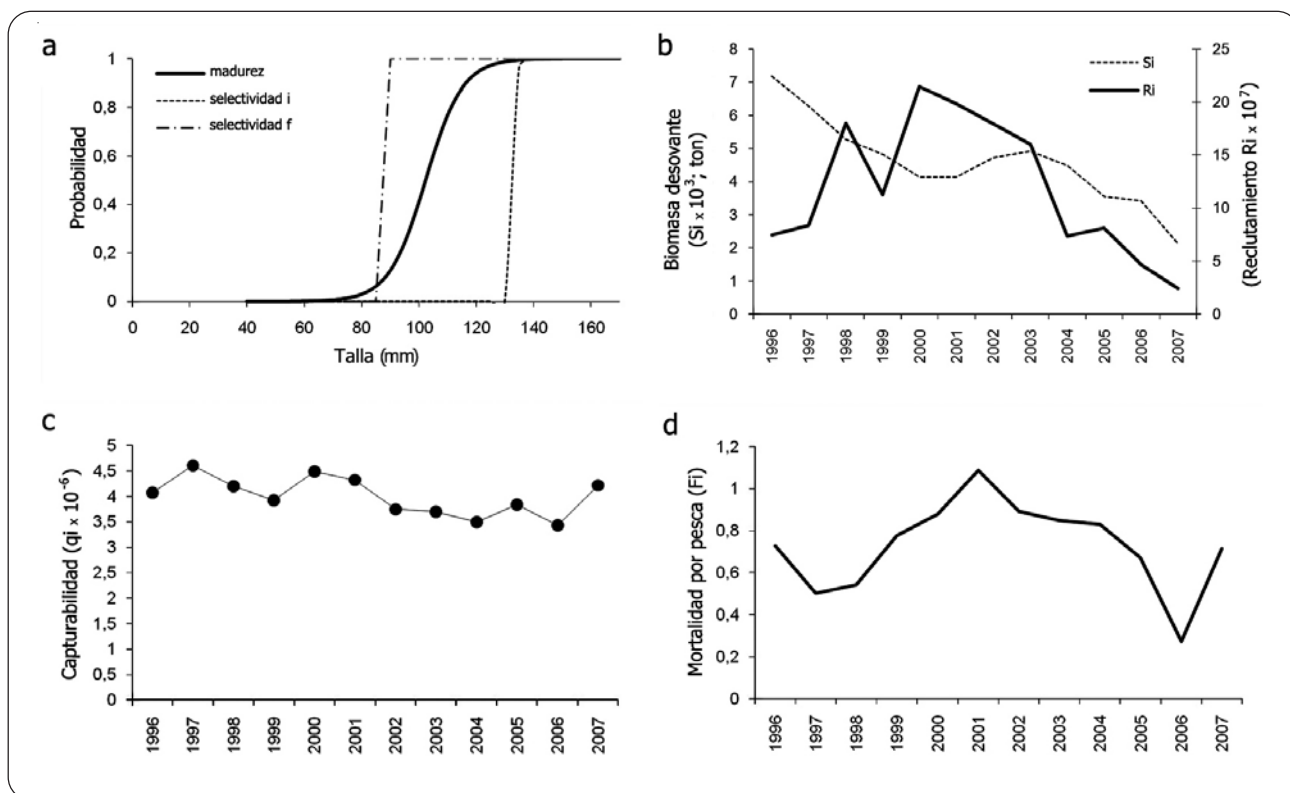 a
Probabilidad
1
0,8
0,6
0,4
0,2
0
madurez
selectividad i
selectividad f
0 20 40 60 80 100 120 140 160
Talla (mm)
b
Biomasa desovante
(Si x 10³; ton)
8
7
6
5
4
3
2
1
0
Si
Ri
25
20
15
10
5
0
(Reclutamiento Ri x 10⁷)
1996 1997 1998 1999 2000 2001 2002 2003 2004 2005 2006 2007
c
Capturabilidad (qi x 10⁻⁶)
5
4,5
4
3,5
3
2,5
2
1,5
1
0,5
0
1996 1997 1998 1999 2000 2001 2002 2003 2004 2005 2006 2007
d
Mortalidad por pesca (Fi)
1,2
1
0,8
0,6
0,4
0,2
0
1996 1997 1998 1999 2000 2001 2002 2003 2004 2005 2006 2007